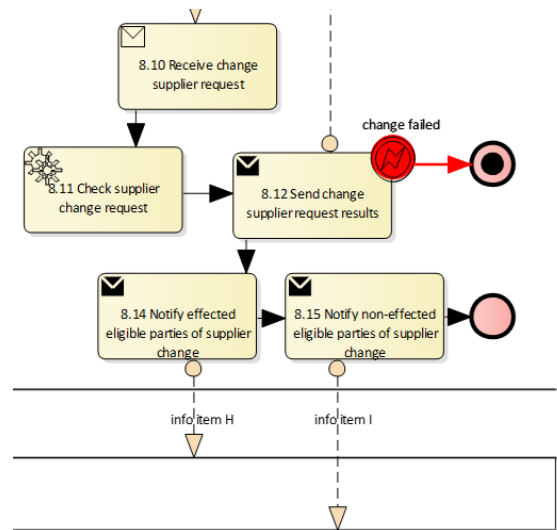 8.10 Receive change
supplier request
change failed
8.11 Check supplier
change request
8.12 Send change
supplier request results
8.14 Notify effected
eligible parties of supplier
change
8.15 Notify non-effected
eligible parties of supplier
change
info item H
info item I